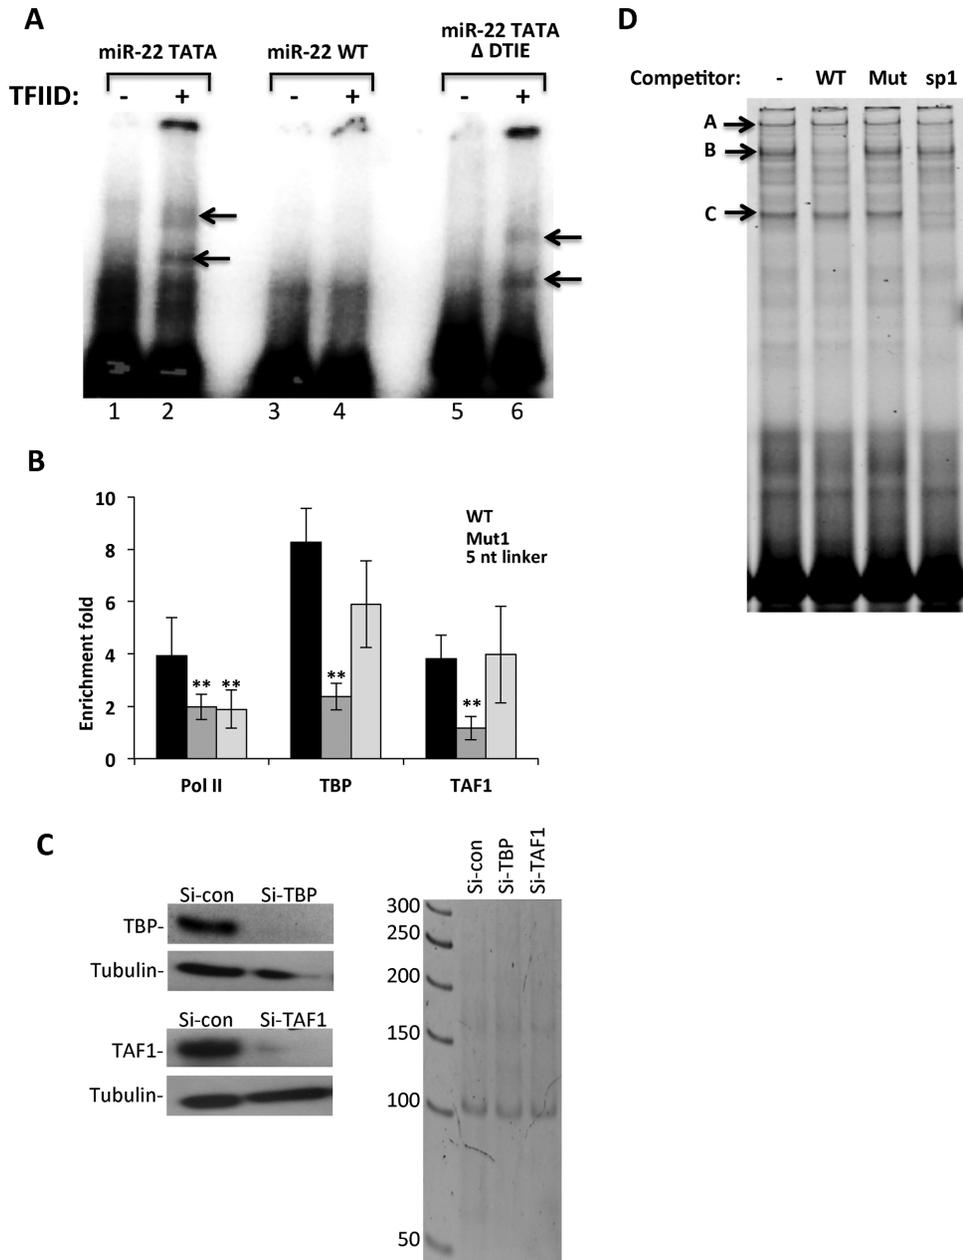 A
miR-22 TATA
miR-22 WT
miR-22 TATA
Δ DTIE
TFIID: - + - + - +
1 2 3 4 5 6
B
10
8
6
4
2
0
Enrichment fold
WT
Mut1
5 nt linker
** **
**
**
Pol II TBP TAF1
C
Si-con Si-TBP
TBP-
Tubulin-
Si-con Si-TAF1
TAF1-
Tubulin-
Si-con
Si-TBP
Si-TAF1
300
250
200
150
100
50
D
Competitor: - WT Mut sp1
A
B
C